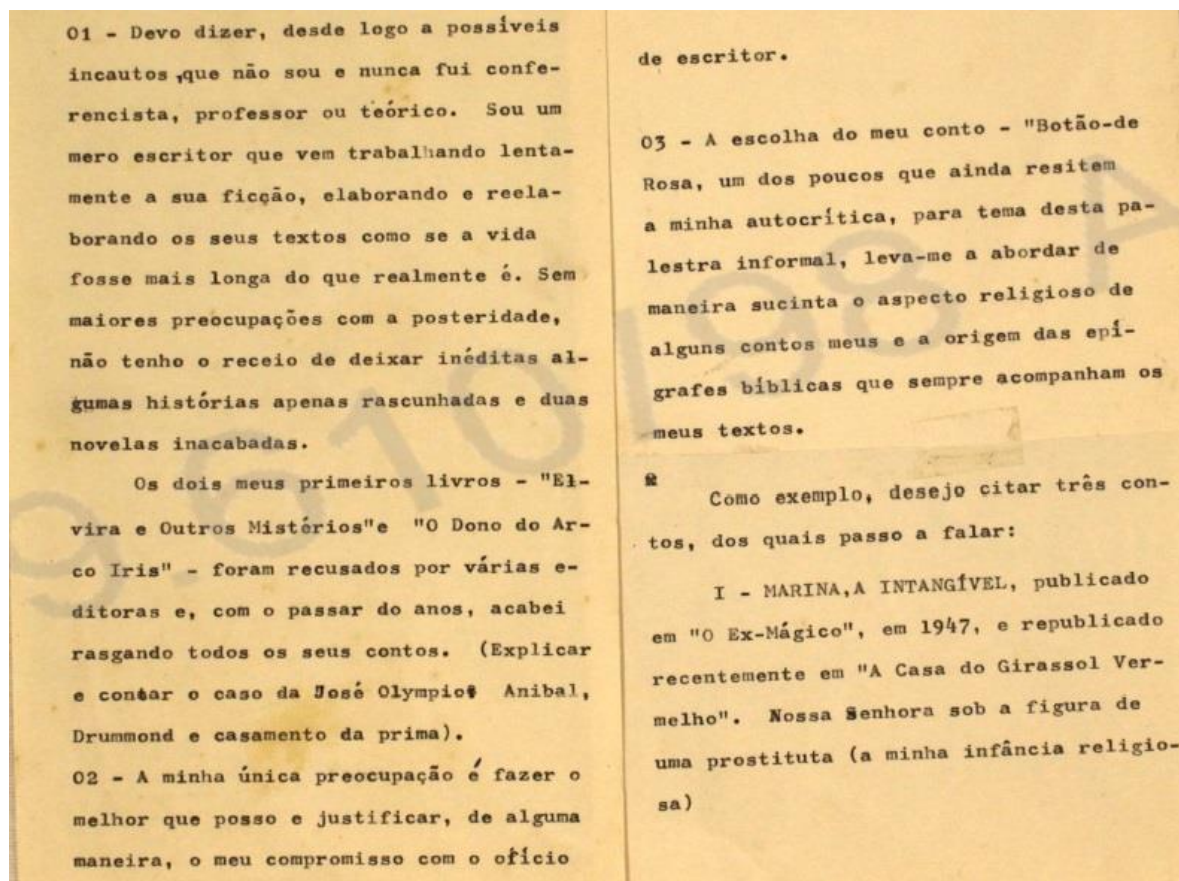 01 - Devo dizer, desde logo a possíveis
incautos ,que não sou e nunca fui confe-
rencista, professor ou teórico. Sou um
mero escritor que vem trabalhando lenta-
mente a sua ficção, elaborando e reela-
borando os seus textos como se a vida
fosse mais longa do que realmente é. Sem
maiores preocupações com a posteridade,
não tenho o receio de deixar inéditas al-
gumas histórias apenas rascunhadas e duas
novelas inacabadas.
Os dois meus primeiros livros - "El-
vira e Outros Mistérios"e "O Dono do Ar-
co Iris" - foram recusados por várias e-
ditoras e, com o passar do anos, acabei
rasgando todos os seus contos. (Explicar
e contar o caso da José Olympio: Anibal,
Drummond e casamento da prima).
02 - A minha única preocupação é fazer o
melhor que posso e justificar, de alguma
maneira, o meu compromisso com o ofício
de escritor.
03 - A escolha do meu conto - "Botão-de
Rosa, um dos poucos que ainda resitem
a minha autocrítica, para tema desta pa-
lestra informal, leva-me a abordar de
maneira sucinta o aspecto religioso de
alguns contos meus e a origem das epí-
grafes bíblicas que sempre acompanham os
meus textos.
Como exemplo, desejo citar três con-
tos, dos quais passo a falar:
I - MARINA,A INTANGÍVEL, publicado
em "O Ex-Mágico", em 1947, e republicado
recentemente em "A Casa do Girassol Ver-
melho". Nossa Senhora sob a figura de
uma prostituta (a minha infância religio-
sa)